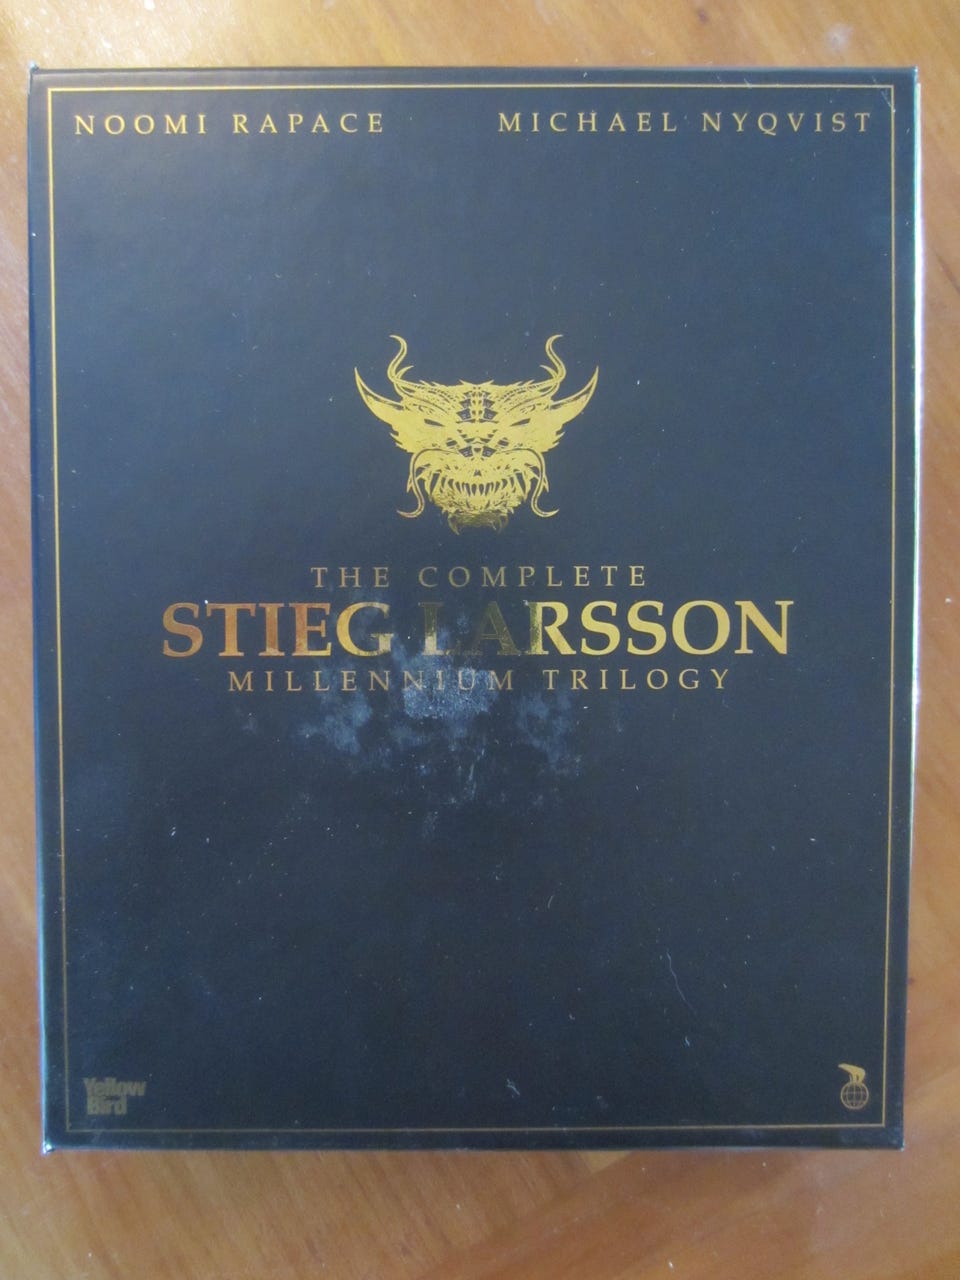 NOOMI RAPACE MICHAEL NYQVIST
THE COMPLETE
STIEG LARSSON
MILLENNIUM TRILOGY
Yellow
Bird